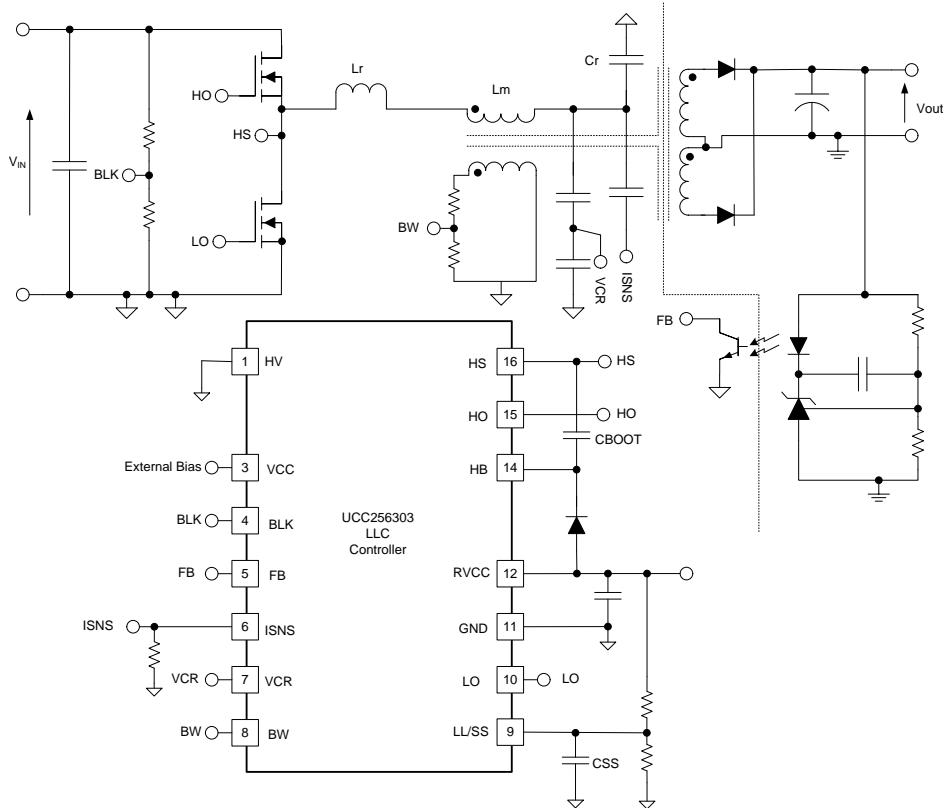 Cr
Lr
Lm
HO
HS
Vout
VIN
BLK
BW
LO
VCR
ISNS
FB
1 HV
HS 16 HS
HO 15 HO
CBOOT
External Bias 3 VCC
HB 14
BLK 4 BLK
UCC256303
LLC
Controller
FB 5 FB
RVCC 12
ISNS 6 ISNS
GND 11
VCR 7 VCR
LO 10 LO
BW 8 BW
LL/SS 9
CSS